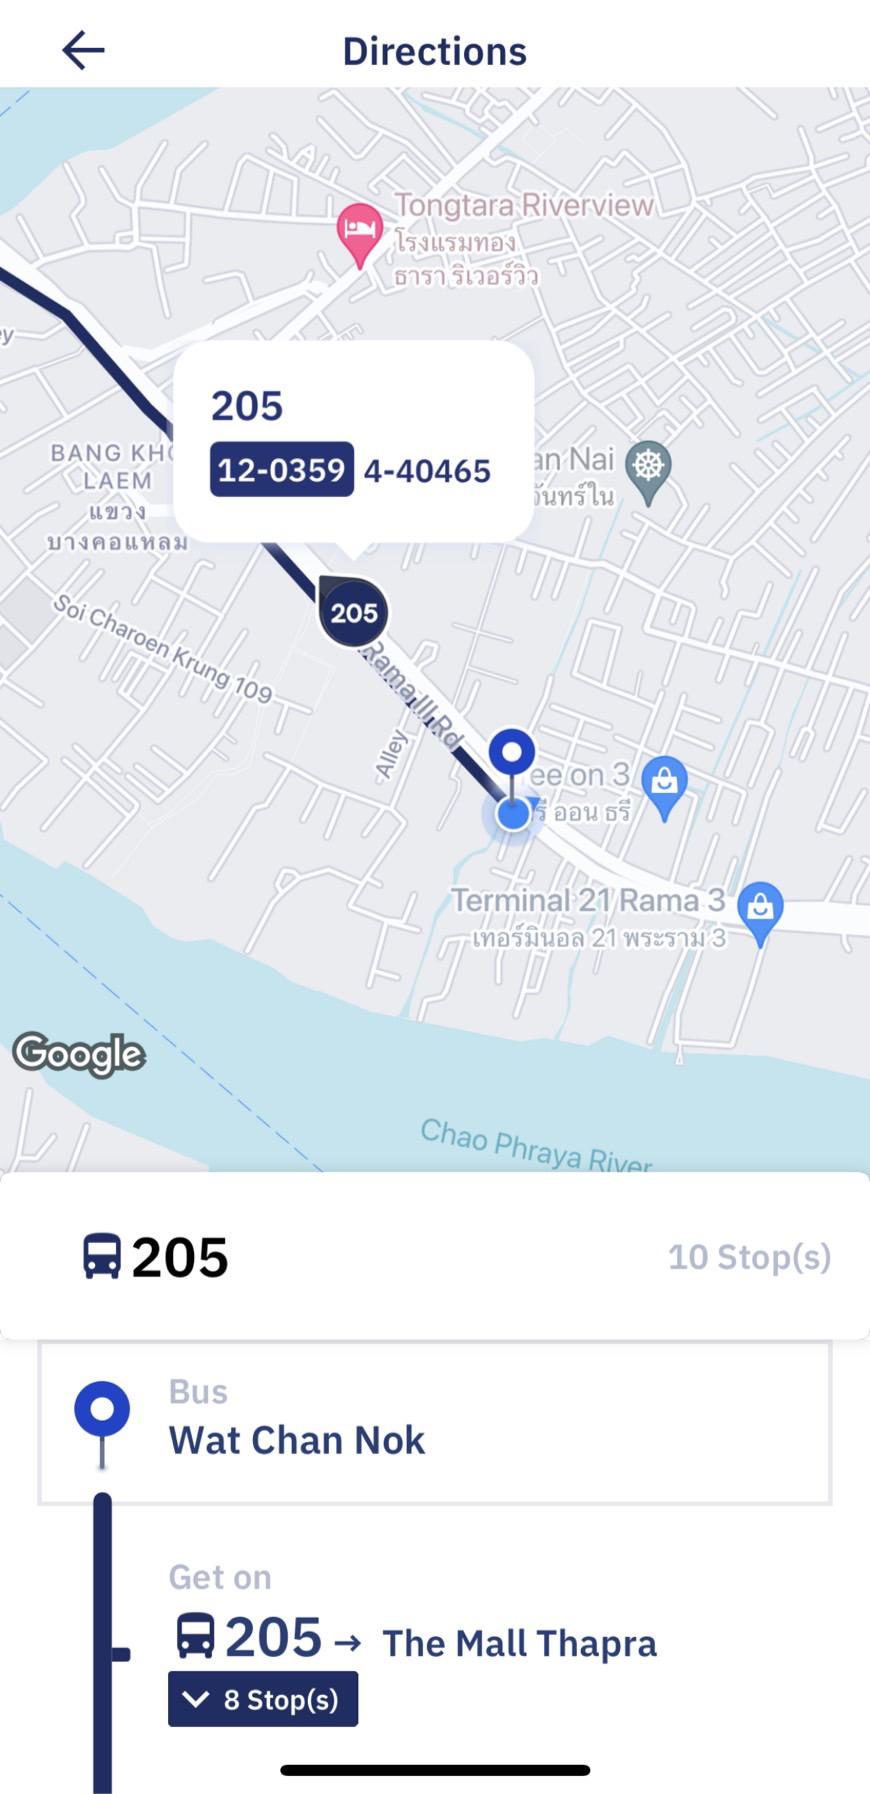 Directions
Tongtara Riverview
โรงแรมทอง
ธารา ริเวอร์วิว
205
12-0359 4-40465
an Nai
จันทร์ใน
BANG KHO
LAEM
แขวง
บางคอแหลม
Soi Charoen Krung 109
205
Rama III Rd
Alley
ee on 3
รี ออน ธรี
Terminal 21 Rama 3
เทอร์มินอล 21 พระราม 3
Google
Chao Phraya River
205
10 Stop(s)
Bus
Wat Chan Nok
Get on
205 → The Mall Thapra
8 Stop(s)